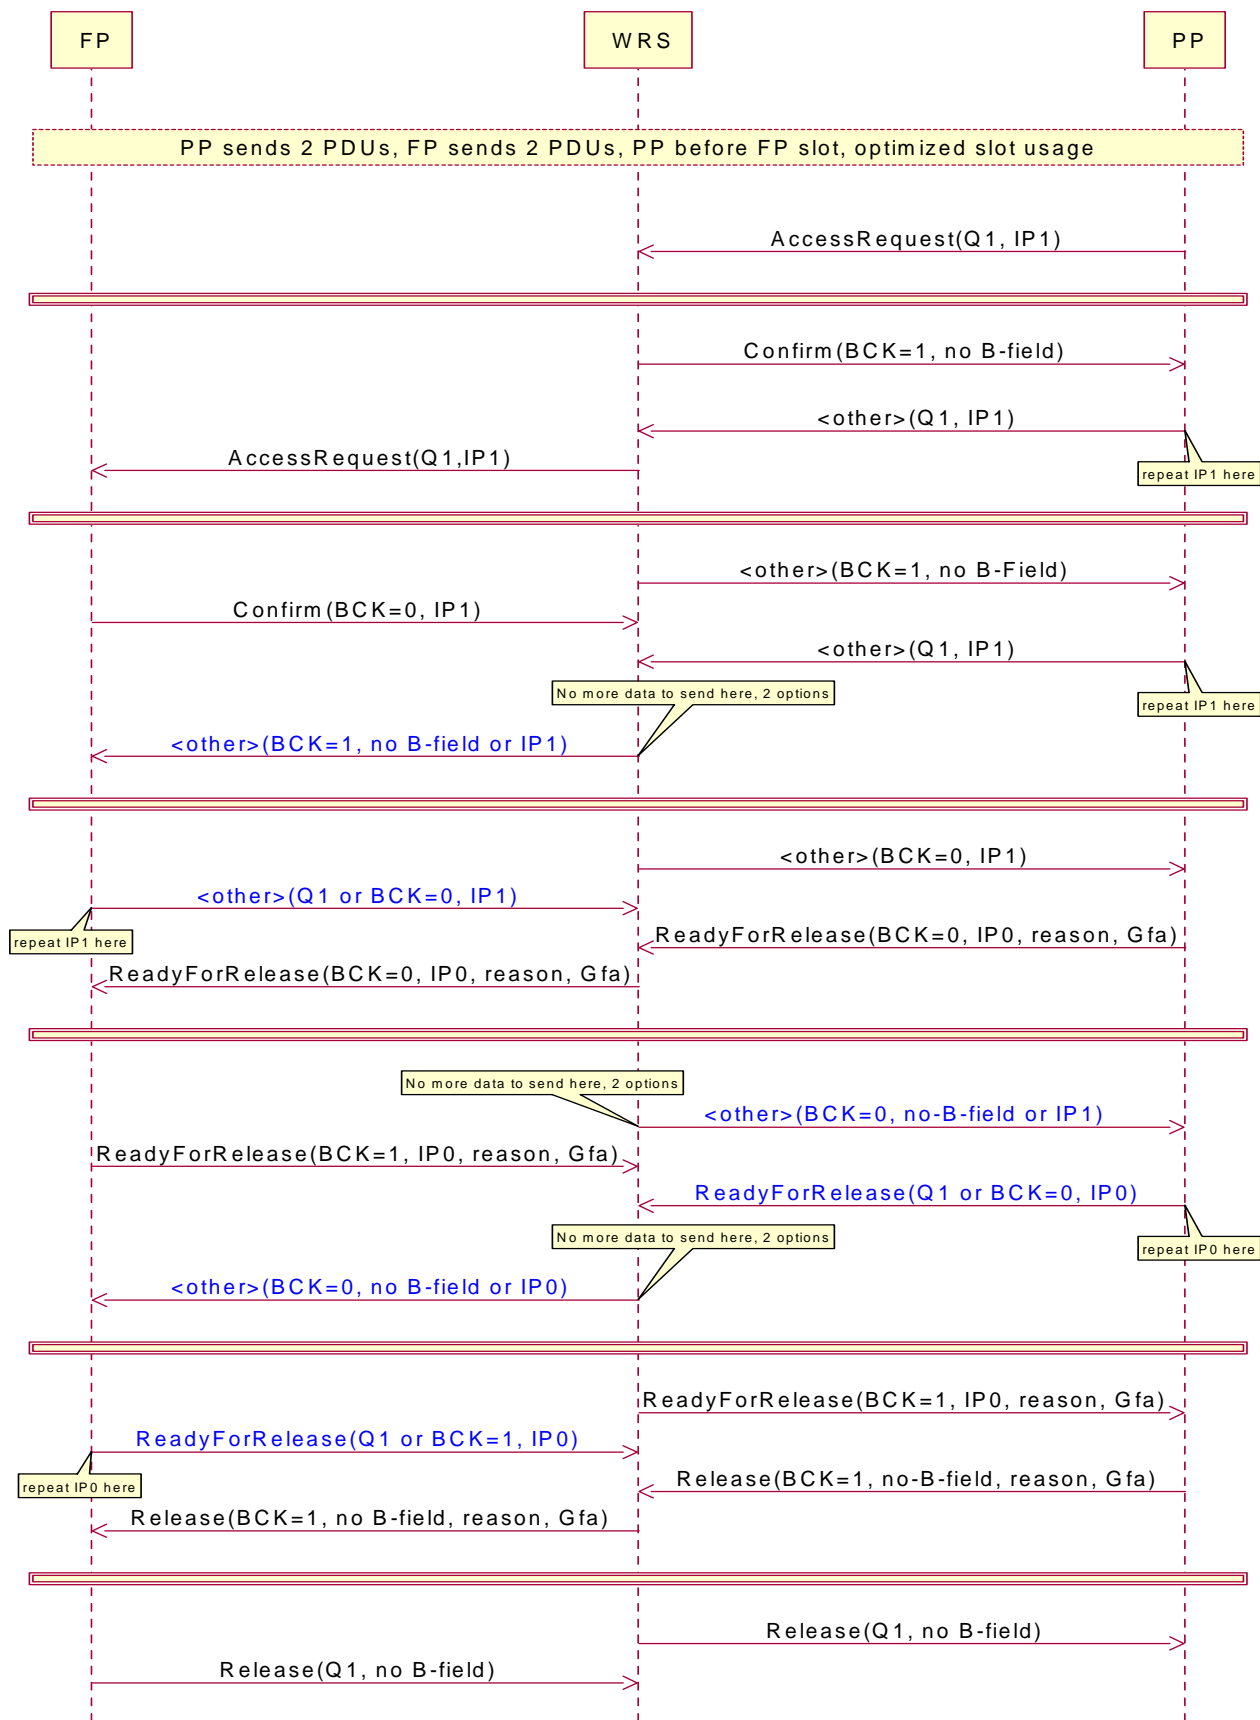 FP
WRS
PP
PP sends 2 PDUs, FP sends 2 PDUs, PP before FP slot, optimized slot usage
AccessRequest(Q1, IP1)
Confirm(BCK=1, no B-field)
<other>(Q1, IP1)
AccessRequest(Q1,IP1)
repeat IP1 here
<other>(BCK=1, no B-Field)
Confirm(BCK=0, IP1)
<other>(Q1, IP1)
No more data to send here, 2 options
repeat IP1 here
<other>(BCK=1, no B-field or IP1)
<other>(BCK=0, IP1)
<other>(Q1 or BCK=0, IP1)
repeat IP1 here
ReadyForRelease(BCK=0, IP0, reason, Gfa)
ReadyForRelease(BCK=0, IP0, reason, Gfa)
No more data to send here, 2 options
<other>(BCK=0, no-B-field or IP1)
ReadyForRelease(BCK=1, IP0, reason, Gfa)
ReadyForRelease(Q1 or BCK=0, IP0)
No more data to send here, 2 options
repeat IP0 here
<other>(BCK=0, no B-field or IP0)
ReadyForRelease(BCK=1, IP0, reason, Gfa)
ReadyForRelease(Q1 or BCK=1, IP0)
repeat IP0 here
Release(BCK=1, no-B-field, reason, Gfa)
Release(BCK=1, no B-field, reason, Gfa)
Release(Q1, no B-field)
Release(Q1, no B-field)